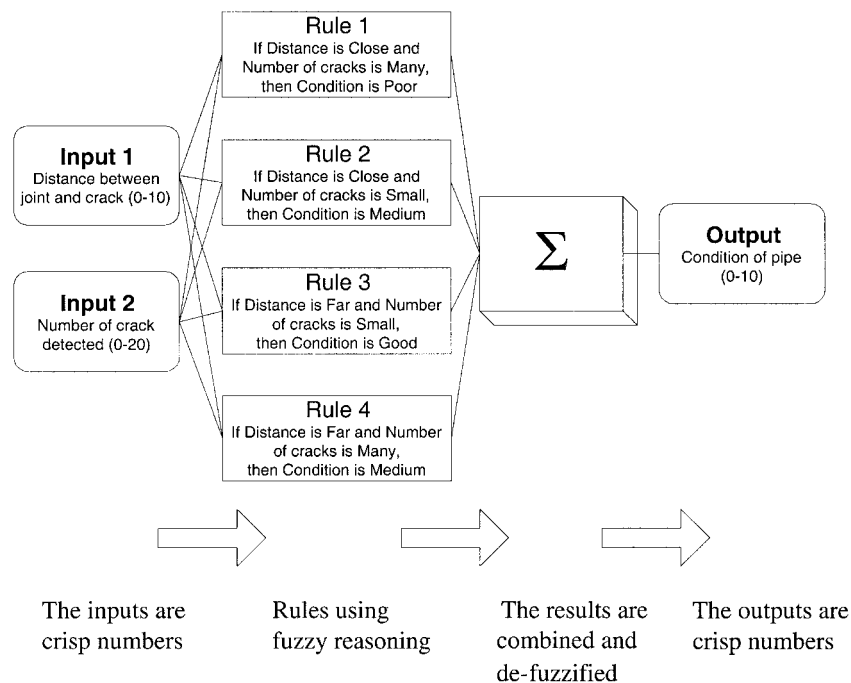 Rule 1
If Distance is Close and
Number of cracks is Many,
then Condition is Poor
Input 1
Distance between
joint and crack (0-10)
Rule 2
If Distance is Close and
Number of cracks is Small,
then Condition is Medium
Σ
Output
Condition of pipe
(0-10)
Input 2
Number of crack
detected (0-20)
Rule 3
If Distance is Far and Number
of cracks is Small,
then Condition is Good
Rule 4
If Distance is Far and Number
of cracks is Many,
then Condition is Medium
The inputs are
crisp numbers
Rules using
fuzzy reasoning
The results are
combined and
de-fuzzified
The outputs are
crisp numbers